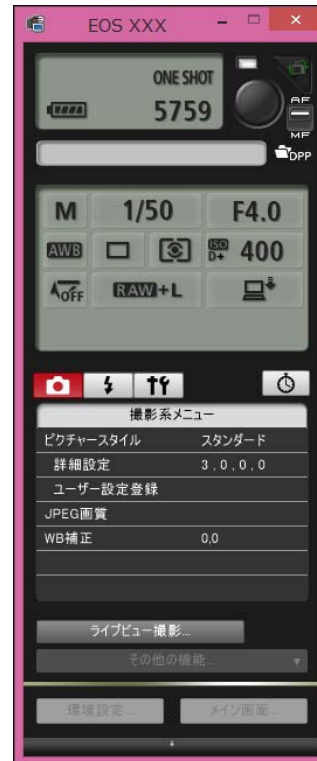 EOS XXX
ONE SHOT
5759
AF
MF
DPP
M 1/50 F4.0
AWB ISO D+ 400
OFF RAW+L
撮影系メニュー
ピクチャースタイル スタンダード
詳細設定 3,0,0,0
ユーザー設定登録
JPEG画質
WB補正 0,0
ライブビュー撮影...
その他の機能...
環境設定... メイン画面...